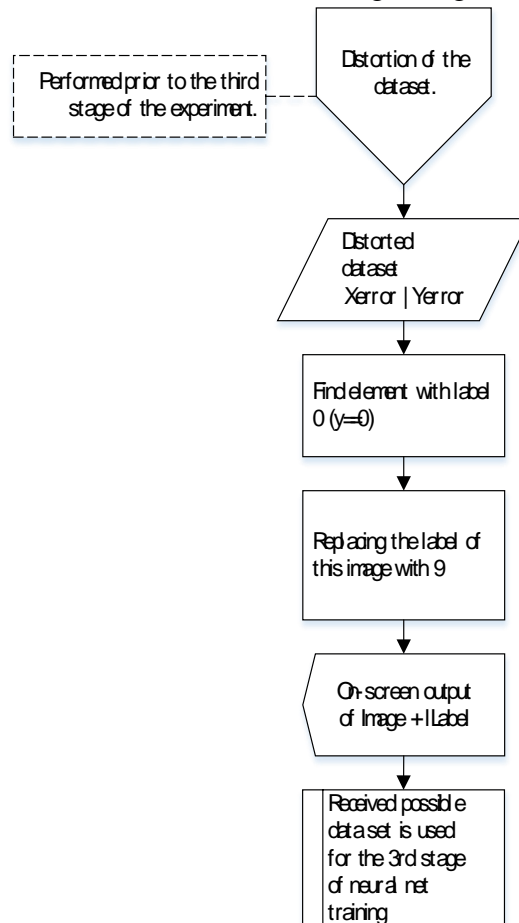 Distortion of the
dataset.
Performed prior to the third
stage of the experiment.
Distorted
dataset
Xerror | Yerror
Find element with label
0 (y==0)
Replacing the label of
this image with 9
On-screen output
of Image + lLabel
Received possible
data set is used
for the 3rd stage
of neural net
training